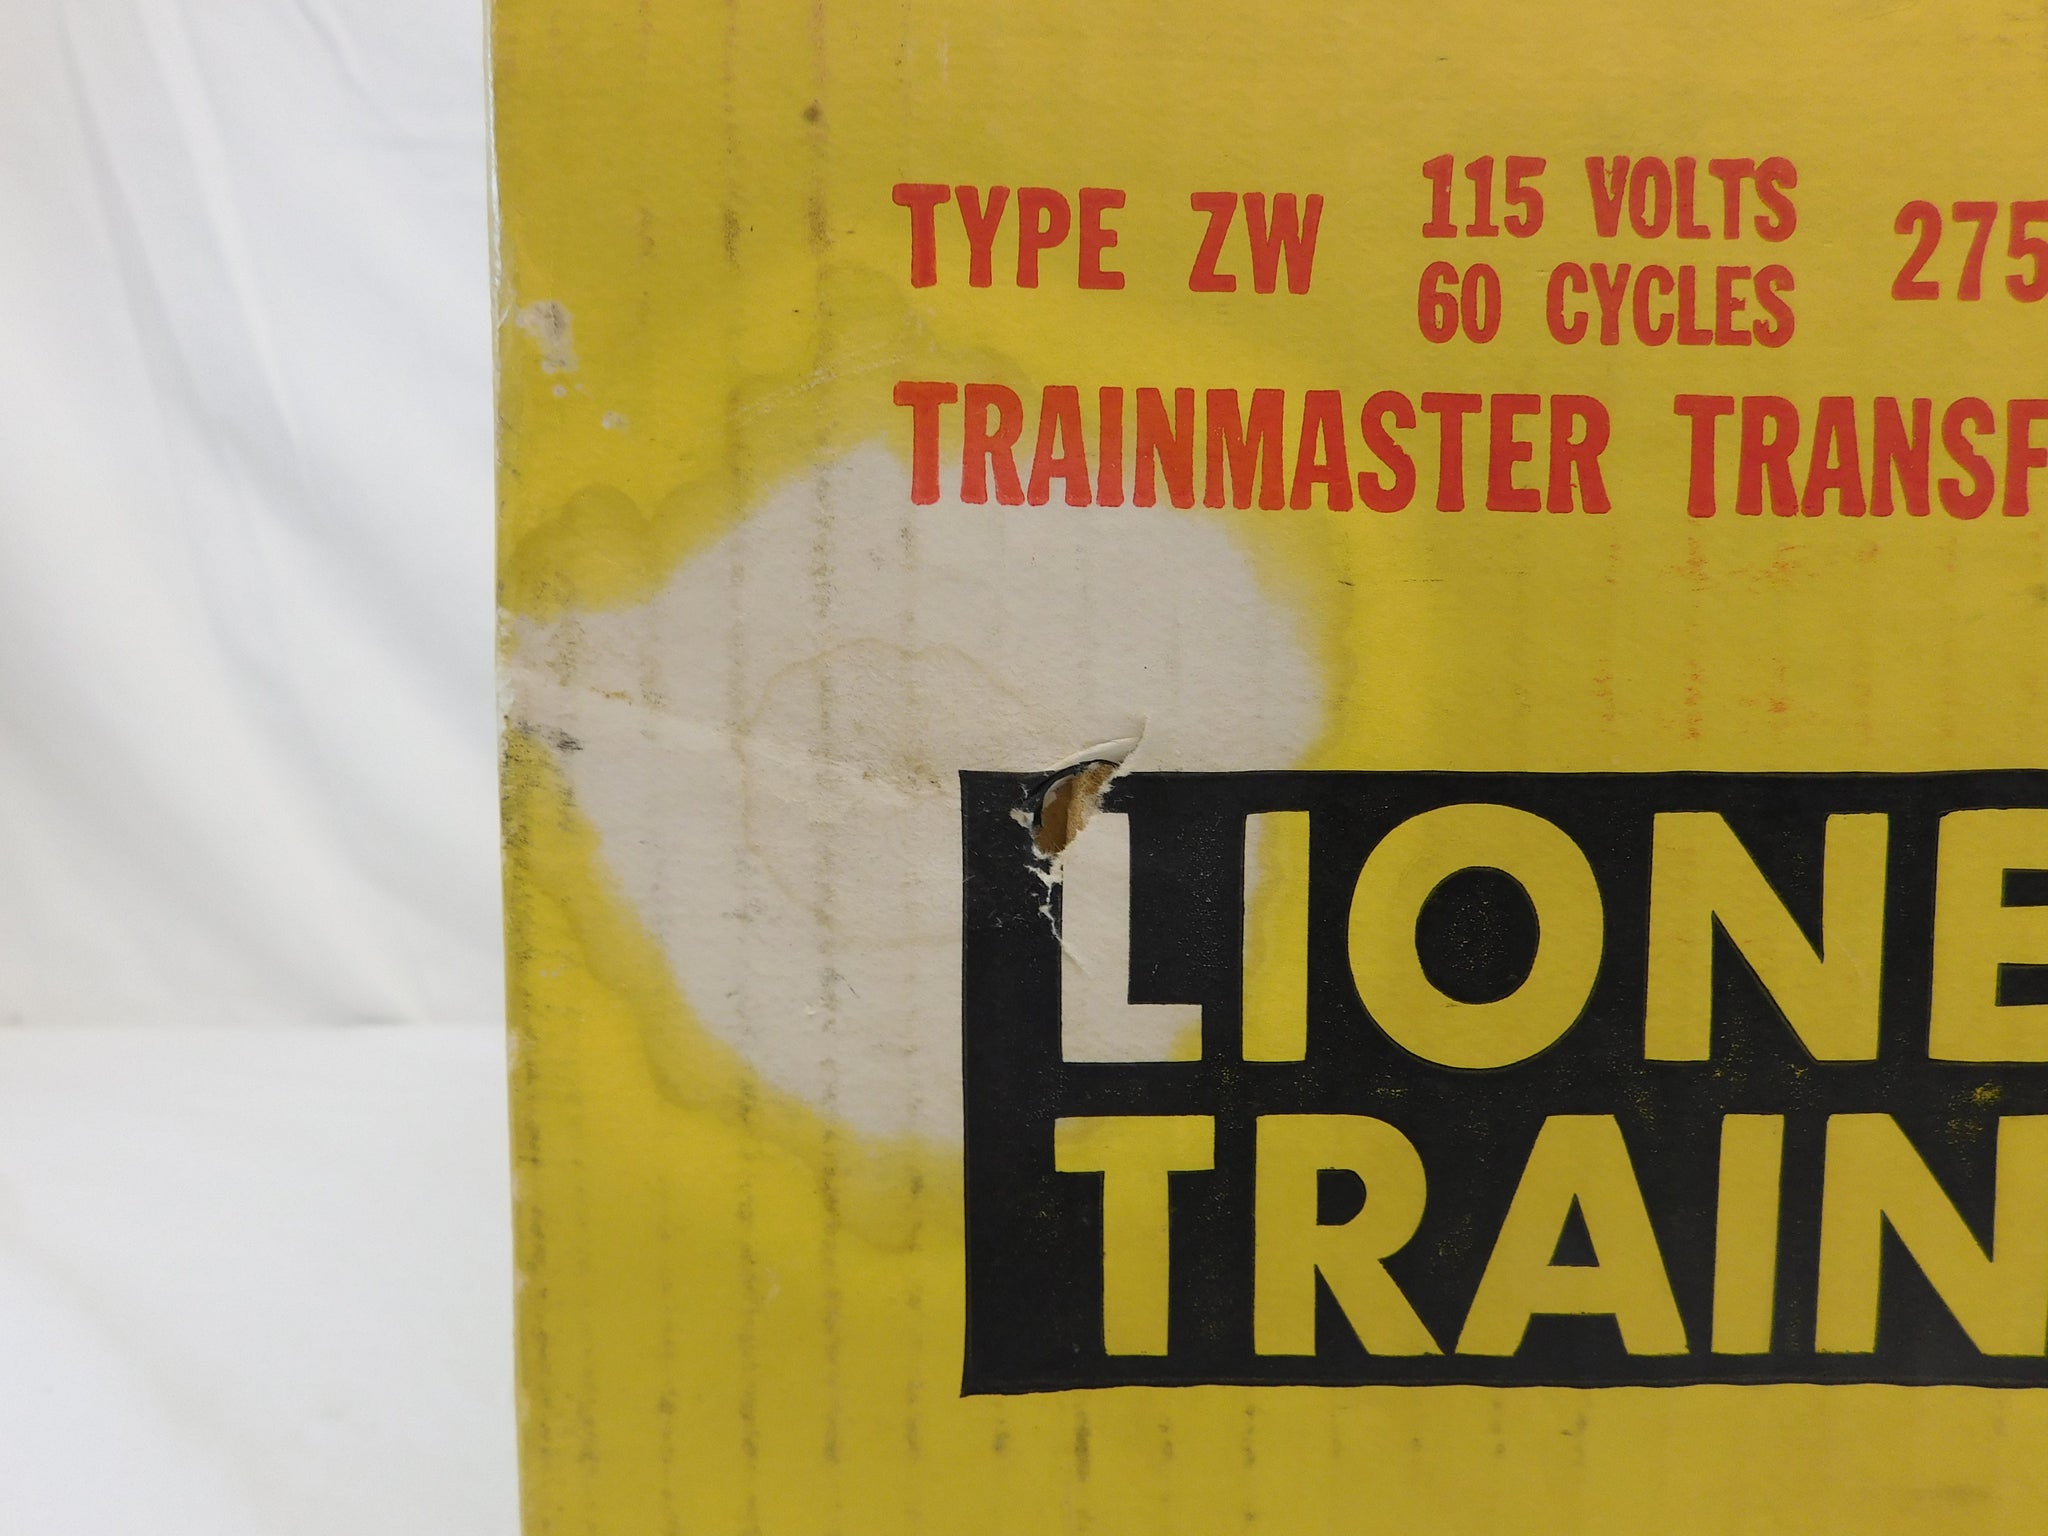 TYPE ZW 115 VOLTS 275
60 CYCLES
TRAINMASTER TRANSF
LIONE
TRAIN